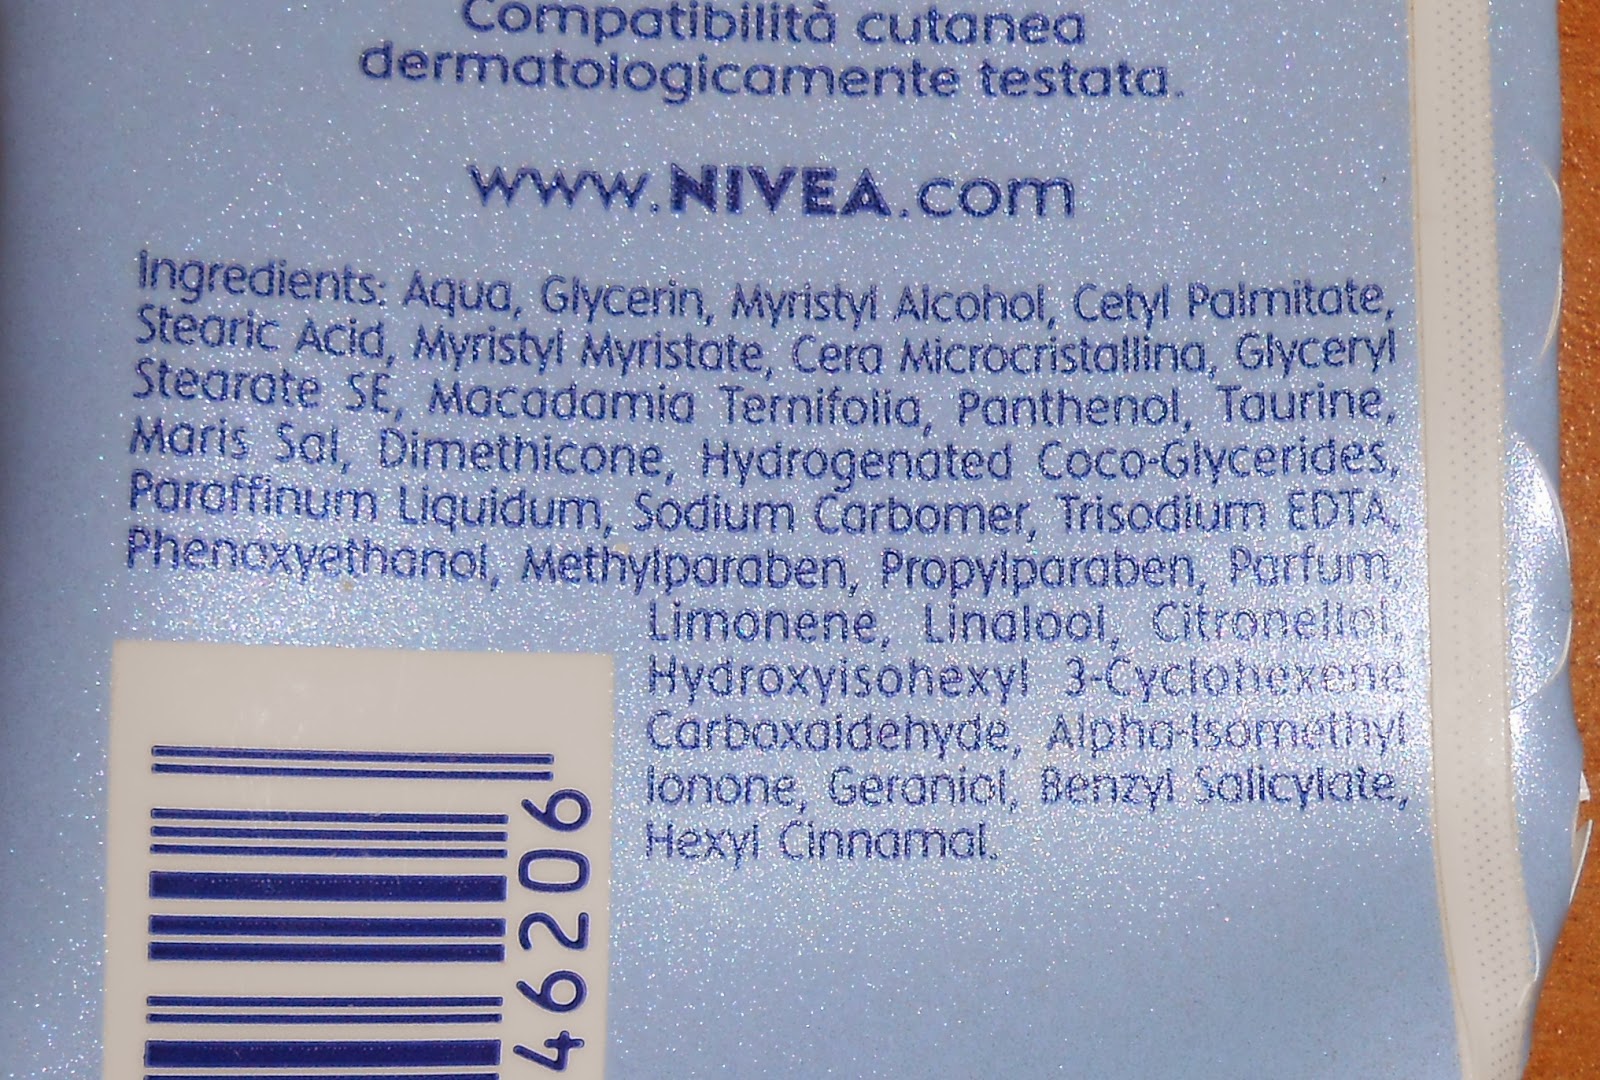 Compatibilità cutanea
dermatologicamente testata.
www.NIVEA.com
Ingredients: Aqua, Glycerin, Myristyl Alcohol, Cetyl Palmitate,
Stearic Acid, Myristyl Myristate, Cera Microcristallina, Glyceryl
Stearate SE, Macadamia Ternifolia, Panthenol, Taurine,
Maris Sal, Dimethicone, Hydrogenated Coco-Glycerides,
Paraffinum Liquidum, Sodium Carbomer, Trisodium EDTA,
Phenoxyethanol, Methylparaben, Propylparaben, Parfum,
Limonene, Linalool, Citronellol,
Hydroxyisohexyl 3-Cyclohexene
Carboxaldehyde, Alpha-Isomethyl
Ionone, Geraniol, Benzyl Salicylate,
Hexyl Cinnamal.
46206